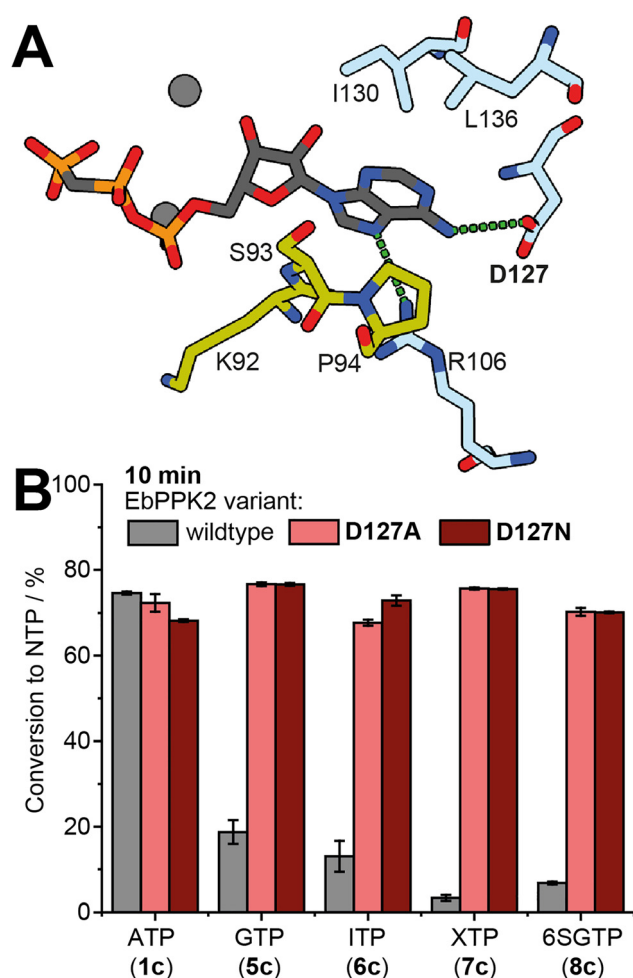 A
I130
L136
S93
D127
K92
P94
R106
B
10 min
EbPPK2 variant:
wildtype D127A D127N
Conversion to NTP / %
100
80
60
40
20
0
ATP GTP ITP XTP 6SGTP
(1c) (5c) (6c) (7c) (8c)